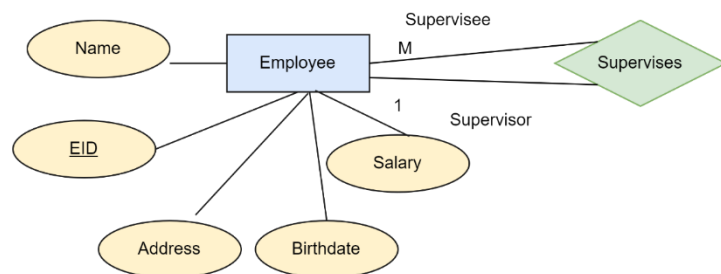 Supervisee
Name
M
Employee
Supervises
1
Supervisor
EID
Salary
Address
Birthdate